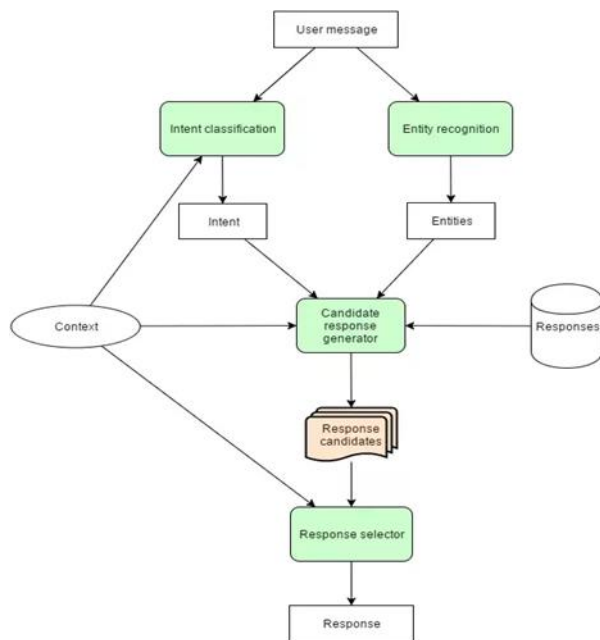 User message
Intent classification
Entity recognition
Intent
Entities
Context
Candidate
response
generator
Responses
Response
candidates
Response selector
Response